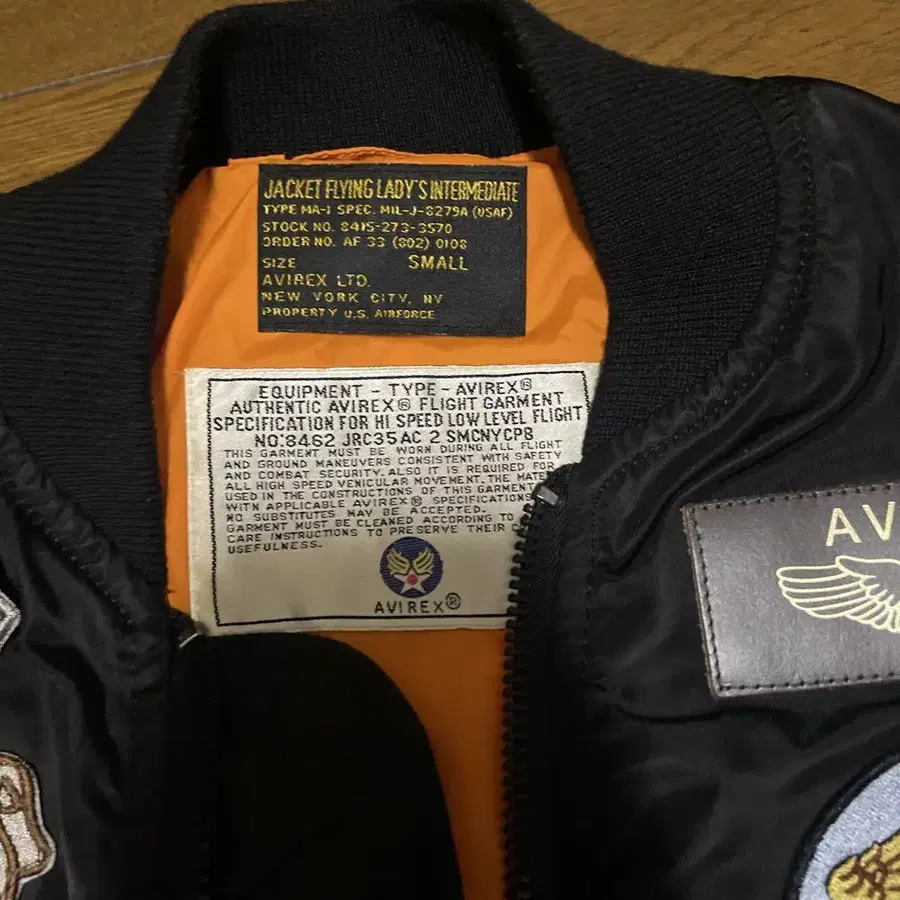 JACKET FLYING LADY'S INTERMEDIATE
TYPE MA-1 SPEC. MIL-J-8279A (USAF)
STOCK NO. 8415-273-3570
ORDER NO. AF 33 (802) 0108
SIZE SMALL
AVIREX LTD.
NEW YORK CITY, NY
PROPERTY U.S. AIRFORCE
EQUIPMENT - TYPE - AVIREX®
AUTHENTIC AVIREX® FLIGHT GARMENT
SPECIFICATION FOR HI SPEED LOW LEVEL FLIGHT
NO:8462 JRC35AC 2 SMCNYCP8
THIS GARMENT MUST BE WORN DURING ALL FLIGHT
AND GROUND MANEUVERS CONSISTENT WITH SAFETY
AND COMBAT SECURITY. ALSO IT IS REQUIRED FOR
ALL HIGH SPEED VENICULAR MOVEMENT. THE MATE
USED IN THE CONSTRUCTIONS OF THIS GARMENT
WITH APPLICABLE AVIREX® SPECIFICATIONS
NO SUBSTITUTES MAY BE ACCEPTED.
GARMENT MUST BE CLEANED ACCORDING TO
CARE INSTRUCTIONS TO PRESERVE THEIR C
USEFULNESS.
AVIREX®
AV